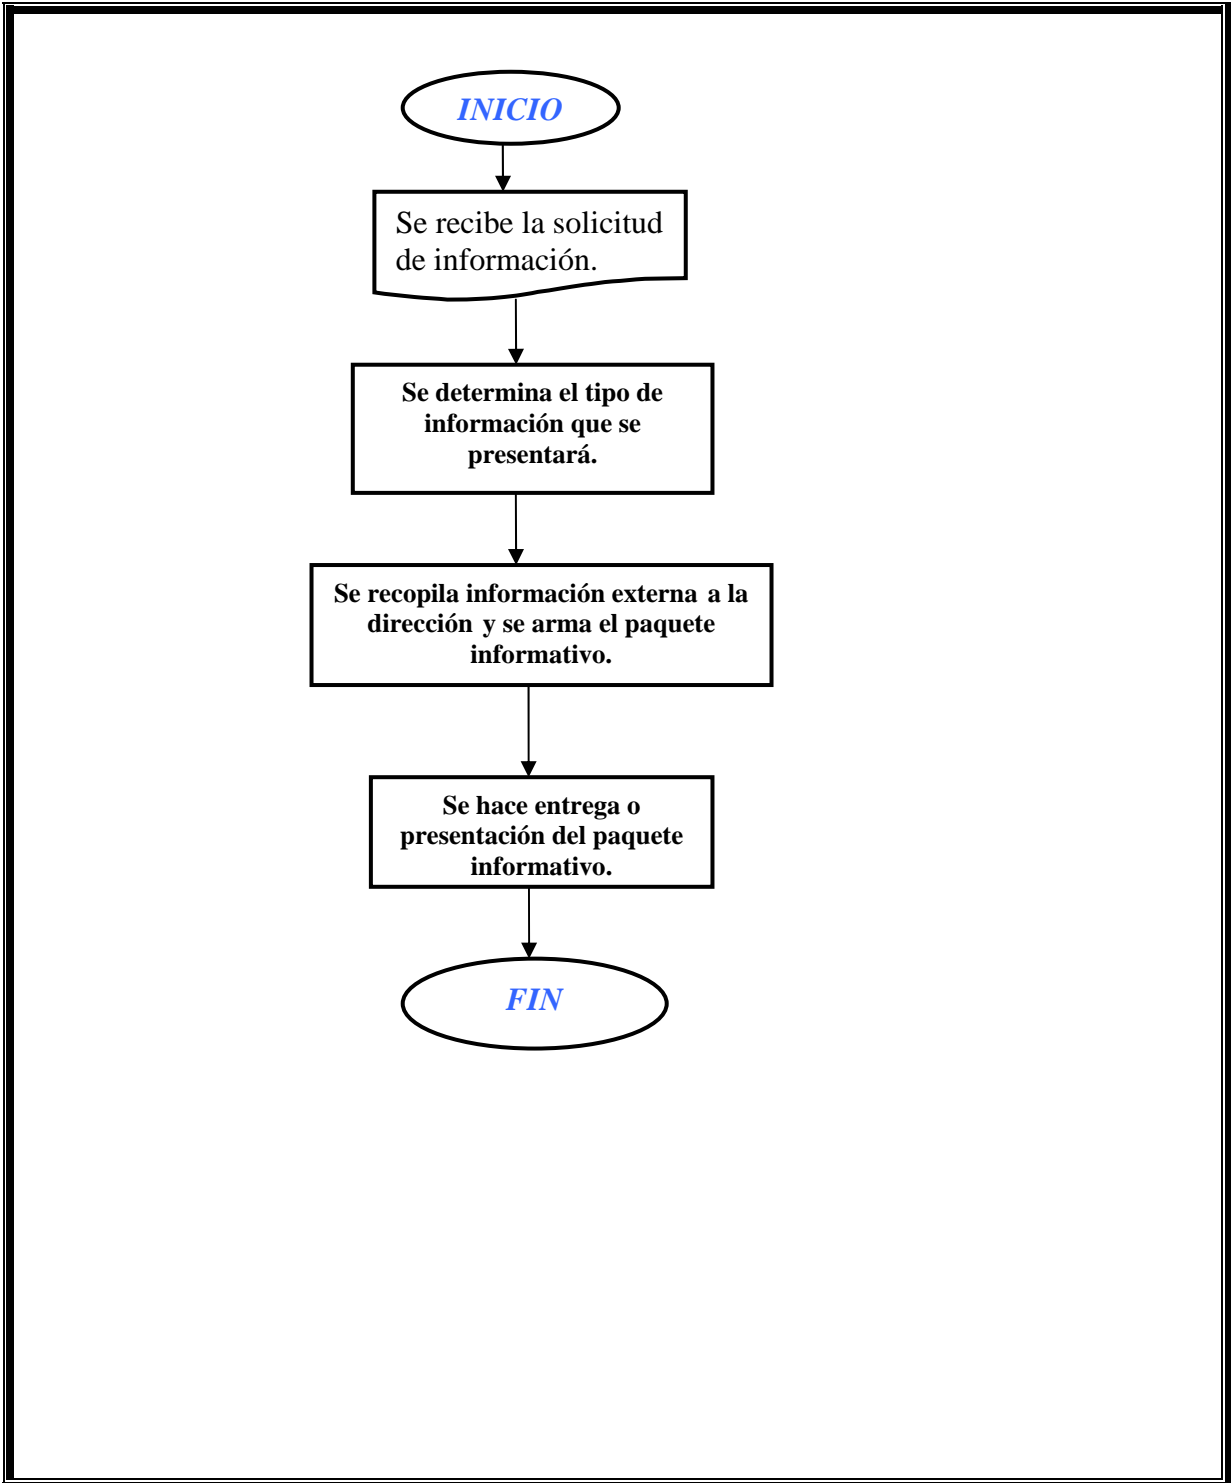 INICIO
Se recibe la solicitud
de información.
Se determina el tipo de
información que se
presentará.
Se recopila información externa a la
dirección y se arma el paquete
informativo.
Se hace entrega o
presentación del paquete
informativo.
FIN